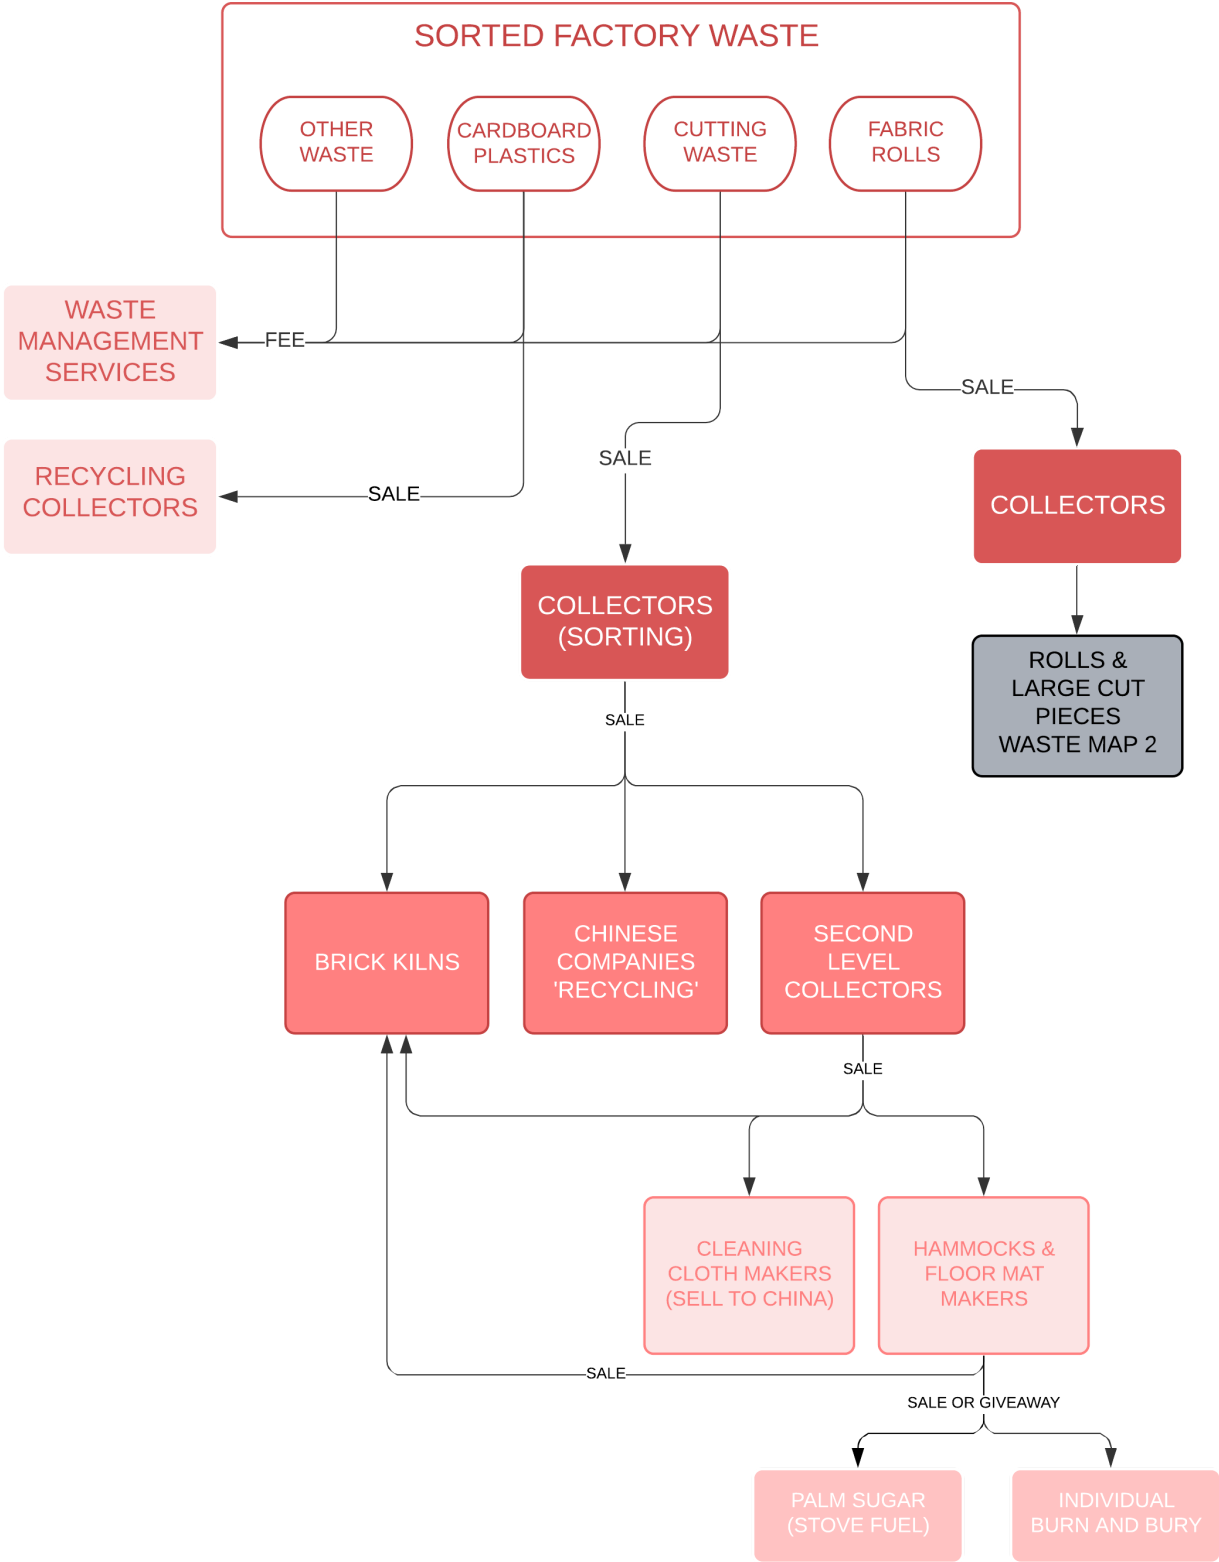 SORTED FACTORY WASTE
OTHER
WASTE
CARDBOARD
PLASTICS
CUTTING
WASTE
FABRIC
ROLLS
WASTE
MANAGEMENT
SERVICES
FEE
SALE
RECYCLING
COLLECTORS
SALE
SALE
COLLECTORS
COLLECTORS
(SORTING)
ROLLS &
LARGE CUT
PIECES
WASTE MAP 2
SALE
BRICK KILNS
CHINESE
COMPANIES
'RECYCLING'
SECOND
LEVEL
COLLECTORS
SALE
CLEANING
CLOTH MAKERS
(SELL TO CHINA)
HAMMOCKS &
FLOOR MAT
MAKERS
SALE
SALE OR GIVEAWAY
PALM SUGAR
(STOVE FUEL)
INDIVIDUAL
BURN AND BURY